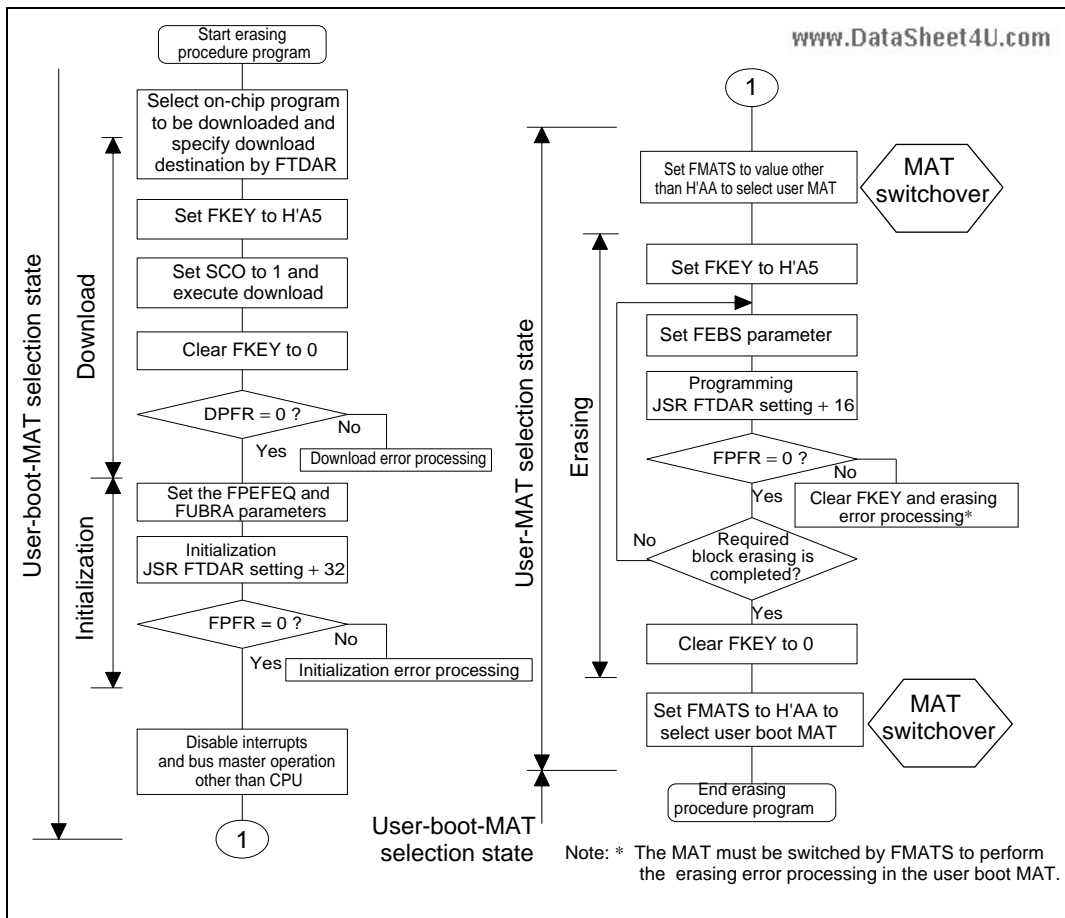 www.DataSheet4U.com
Start erasing
procedure program
Select on-chip program
to be downloaded and
specify download
destination by FTDAR
Set FKEY to H'A5
Set SCO to 1 and
execute download
Clear FKEY to 0
DPFR = 0 ?
No
Yes
Download error processing
Set the FPEFEQ and
FUBRA parameters
Initialization
JSR FTDAR setting + 32
FPFR = 0 ?
No
Yes
Initialization error processing
Disable interrupts
and bus master operation
other than CPU
1
User-boot-MAT selection state
Download
Initialization
1
Set FMATS to value other
than H'AA to select user MAT
MAT
switchover
Set FKEY to H'A5
Set FEBS parameter
Programming
JSR FTDAR setting + 16
FPFR = 0 ?
No
Yes
Clear FKEY and erasing
error processing*
No
Required
block erasing is
completed?
Yes
Clear FKEY to 0
Set FMATS to H'AA to
select user boot MAT
MAT
switchover
End erasing
procedure program
User-MAT selection state
Erasing
User-boot-MAT
selection state
Note: * The MAT must be switched by FMATS to perform
the erasing error processing in the user boot MAT.